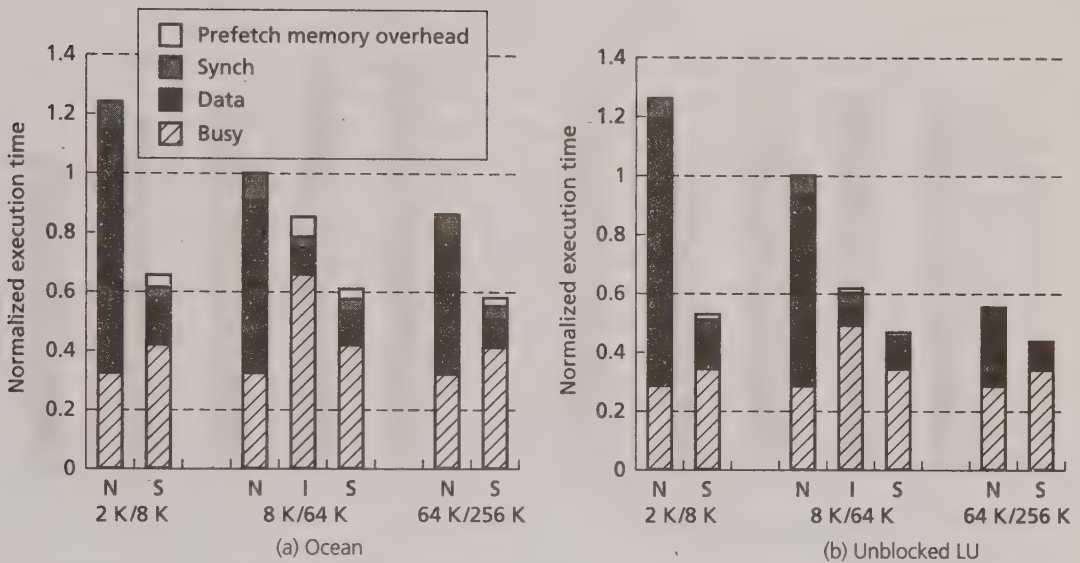 Prefetch memory overhead
Synch
Data
Busy
Normalized execution time
1.4
1.2
1
0.8
0.6
0.4
0.2
0
N S N I S N S
2 K/8 K 8 K/64 K 64 K/256 K
(a) Ocean
Normalized execution time
1.4
1.2
1
0.8
0.6
0.4
0.2
0
N S N I S N S
2 K/8 K 8 K/64 K 64 K/256 K
(b) Unblocked LU